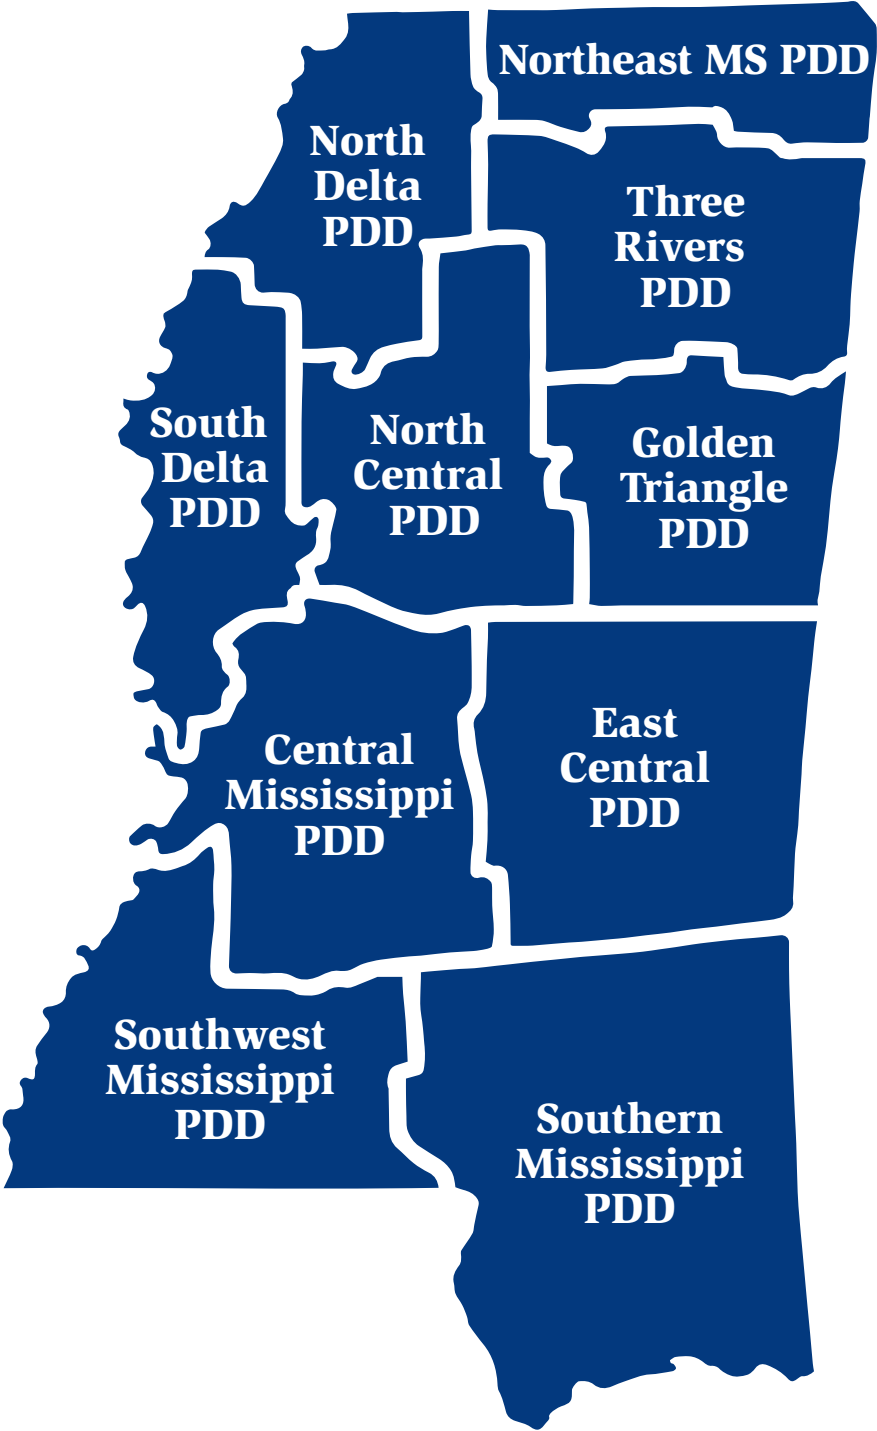 Northeast MS PDD
North
Delta
PDD
Three
Rivers
PDD
South
Delta
PDD
North
Central
PDD
Golden
Triangle
PDD
Central
Mississippi
PDD
East
Central
PDD
Southwest
Mississippi
PDD
Southern
Mississippi
PDD